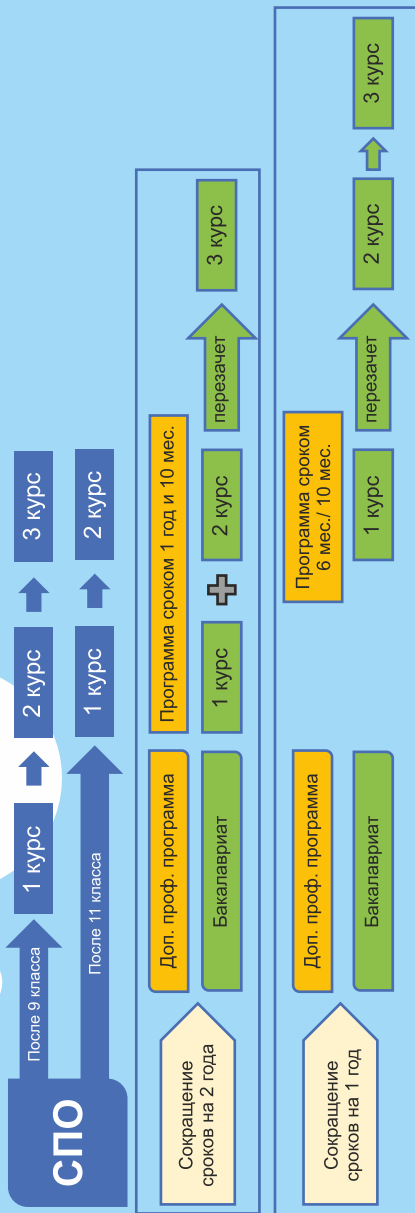 СПО
После 9 класса
1 курс
2 курс
3 курс
После 11 класса
1 курс
2 курс
Сокращение
сроков на 2 года
Доп. проф. программа
Программа сроком 1 год и 10 мес.
Бакалавриат
1 курс
2 курс
перезачет
3 курс
Сокращение
сроков на 1 год
Доп. проф. программа
Программа сроком
6 мес./ 10 мес.
Бакалавриат
1 курс
перезачет
2 курс
3 курс